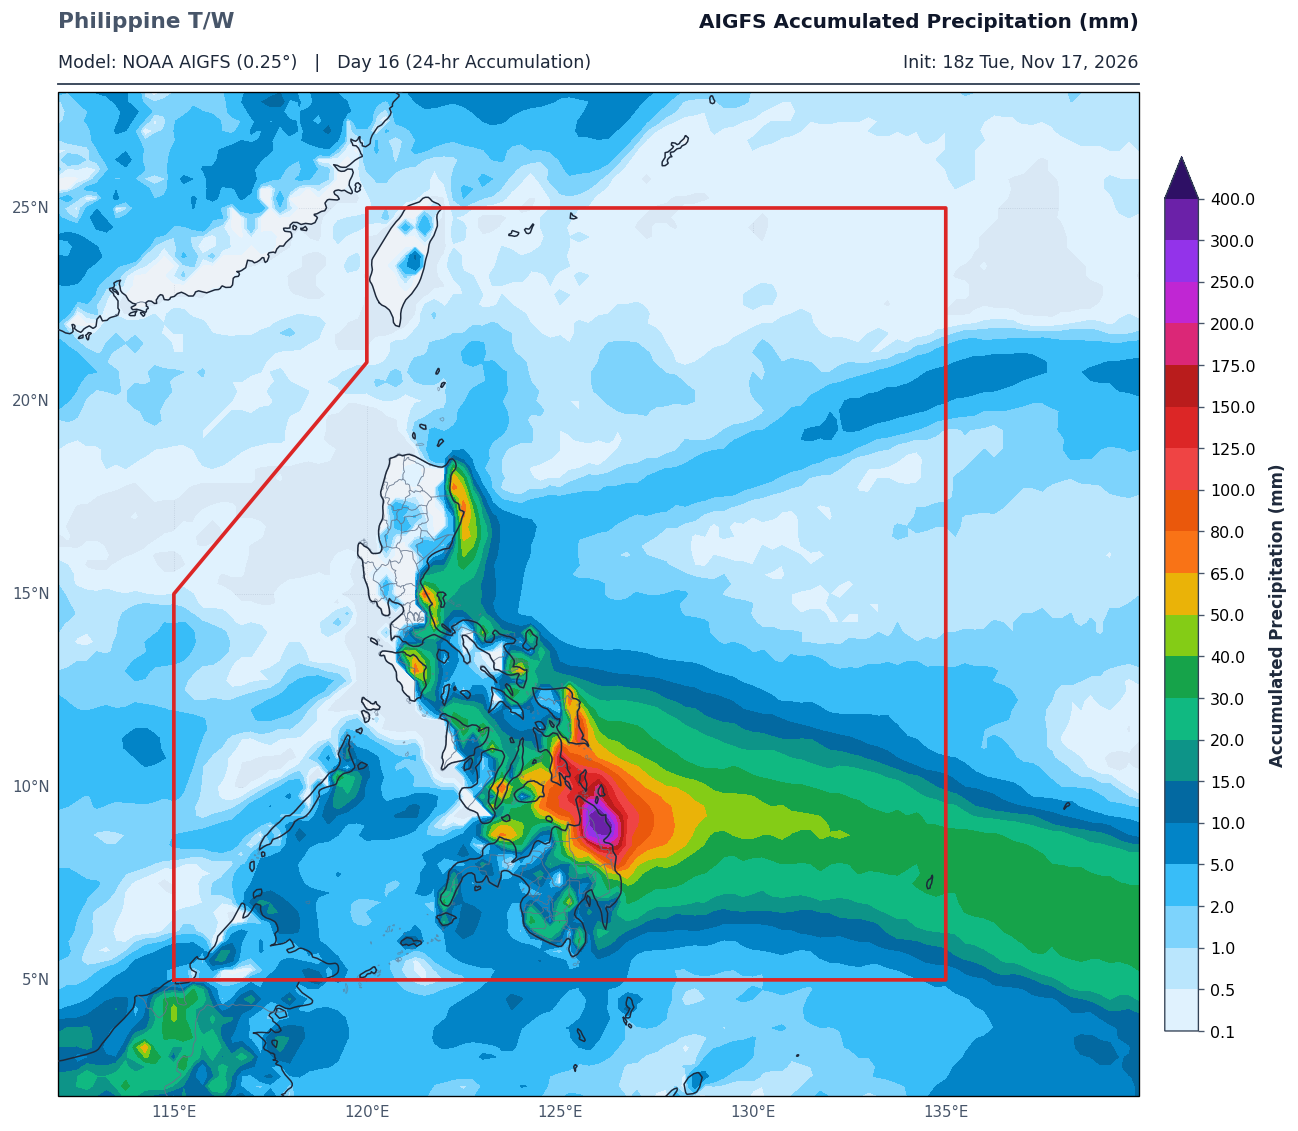 Philippine T/W
AIGFS Accumulated Precipitation (mm)
Model: NOAA AIGFS (0.25°) | Day 16 (24-hr Accumulation)
Init: 18z Tue, Nov 17, 2026
25°N
20°N
15°N
10°N
5°N
115°E
120°E
125°E
130°E
135°E
400.0
300.0
250.0
200.0
175.0
150.0
125.0
100.0
80.0
65.0
50.0
40.0
30.0
20.0
15.0
10.0
5.0
2.0
1.0
0.5
0.1
Accumulated Precipitation (mm)